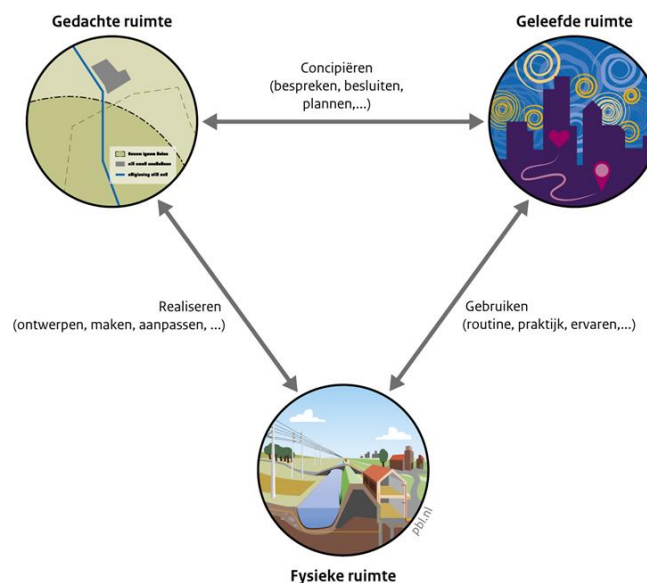 Gedachte ruimte
Geleefde ruimte
Concipiëren
(bespreken, besluiten,
plannen,...)
Realiseren
(ontwerpen, maken, aanpassen, ...)
Gebruiken
(routine, praktijk, ervaren,...)
pbl.nl
Fysieke ruimte